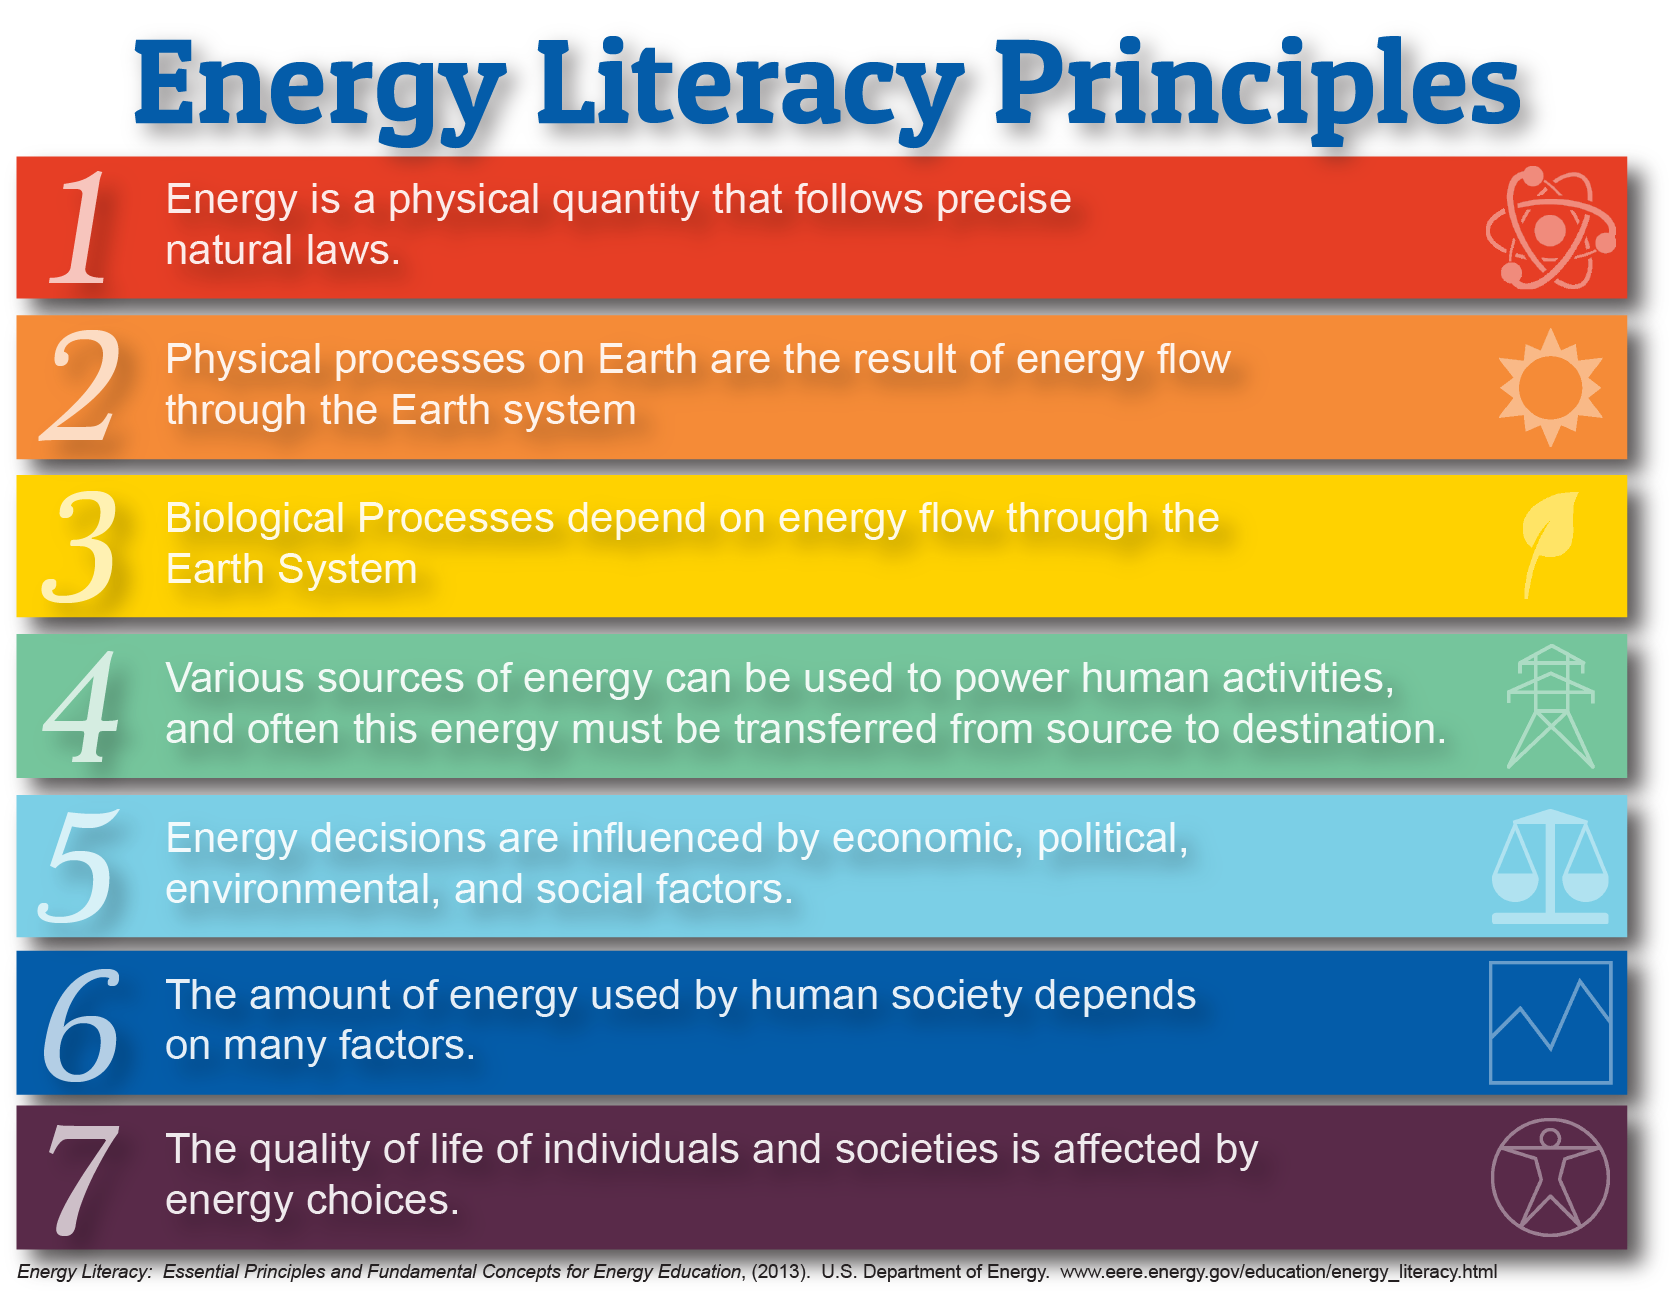 Energy Literacy Principles
1
Energy is a physical quantity that follows precise
natural laws.
2
Physical processes on Earth are the result of energy flow
through the Earth system
3
Biological Processes depend on energy flow through the
Earth System
4
Various sources of energy can be used to power human activities,
and often this energy must be transferred from source to destination.
5
Energy decisions are influenced by economic, political,
environmental, and social factors.
6
The amount of energy used by human society depends
on many factors.
7
The quality of life of individuals and societies is affected by
energy choices.
Energy Literacy:  Essential Principles and Fundamental Concepts for Energy Education, (2013).  U.S. Department of Energy.  www.eere.energy.gov/education/energy_literacy.html